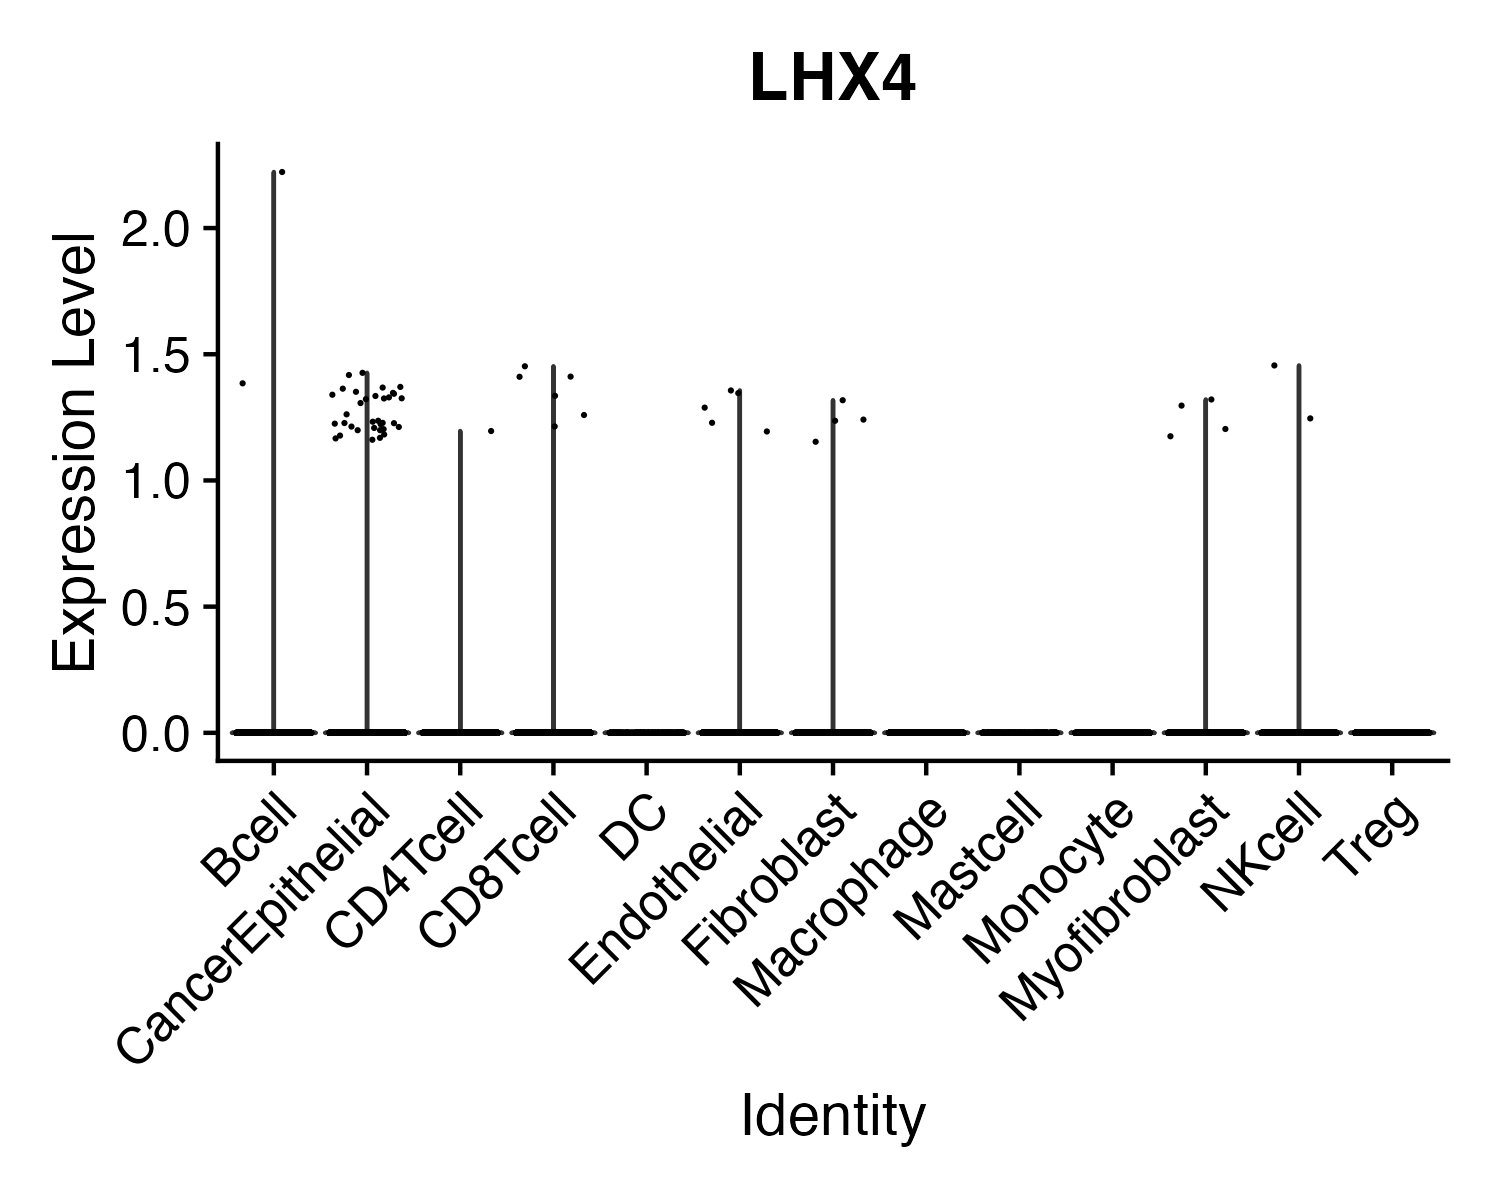 LHX4
Expression Level
2.0
1.5
1.0
0.5
0.0
Bcell
CancerEpithelial
CD4Tcell
CD8Tcell
DC
Endothelial
Fibroblast
Macrophage
Mastcell
Monocyte
Myofibroblast
NKcell
Treg
Identity